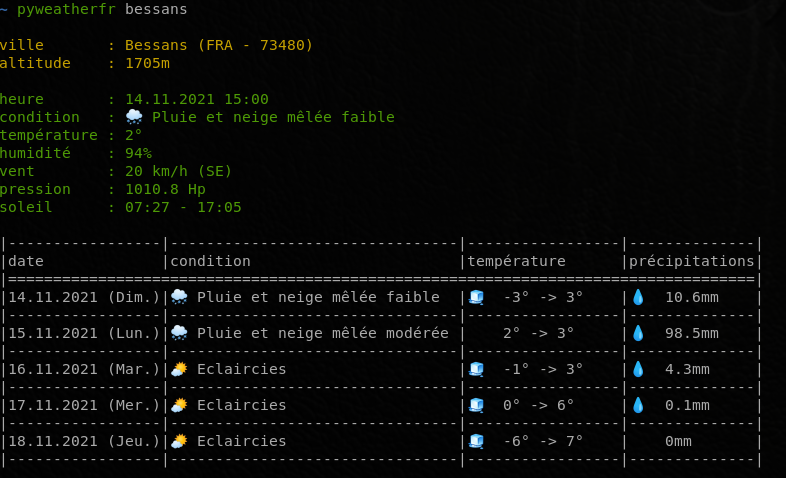 ~ pyweatherfr bessans
ville : Bessans (FRA - 73480)
altitude : 1705m
heure : 14.11.2021 15:00
condition : 🌨 Pluie et neige mêlée faible
température : 2°
humidité : 94%
vent : 20 km/h (SE)
pression : 1010.8 Hp
soleil : 07:27 - 17:05
|-----------------|--------------------------------|-----------------|--------------|
|date |condition |température |précipitations|
|===================================================================================|
|14.11.2021 (Dim.)|🌨 Pluie et neige mêlée faible |🧊 -3° -> 3° |💧 10.6mm |
|-----------------|--------------------------------|-----------------|--------------|
|15.11.2021 (Lun.)|🌨 Pluie et neige mêlée modérée | 2° -> 3° |💧 98.5mm |
|-----------------|--------------------------------|-----------------|--------------|
|16.11.2021 (Mar.)|🌤 Eclaircies |🧊 -1° -> 3° |💧 4.3mm |
|-----------------|--------------------------------|-----------------|--------------|
|17.11.2021 (Mer.)|🌤 Eclaircies |🧊 0° -> 6° |💧 0.1mm |
|-----------------|--------------------------------|-----------------|--------------|
|18.11.2021 (Jeu.)|🌤 Eclaircies |🧊 -6° -> 7° | 0mm |
|-----------------|--------------------------------|-----------------|--------------|